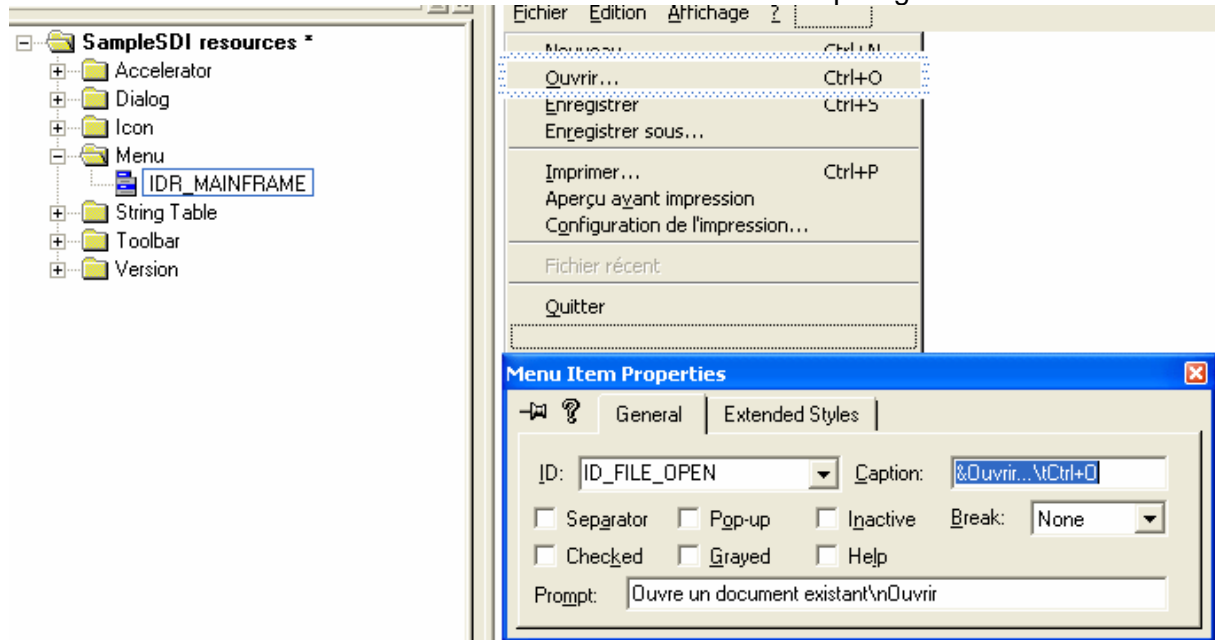 SampleSDI resources *
Accelerator
Dialog
Icon
Menu
IDR_MAINFRAME
String Table
Toolbar
Version
Fichier Edition Affichage ?
Nouveau Ctrl+N
Ouvrir... Ctrl+O
Enregistrer Ctrl+S
Enregistrer sous...
Imprimer... Ctrl+P
Aperçu avant impression
Configuration de l'impression...
Fichier récent
Quitter
Menu Item Properties
General Extended Styles
ID: ID_FILE_OPEN Caption: &Ouvrir...\tCtrl+O
Separator Pop-up Inactive Break: None
Checked Grayed Help
Prompt: Ouvre un document existant\nOuvrir